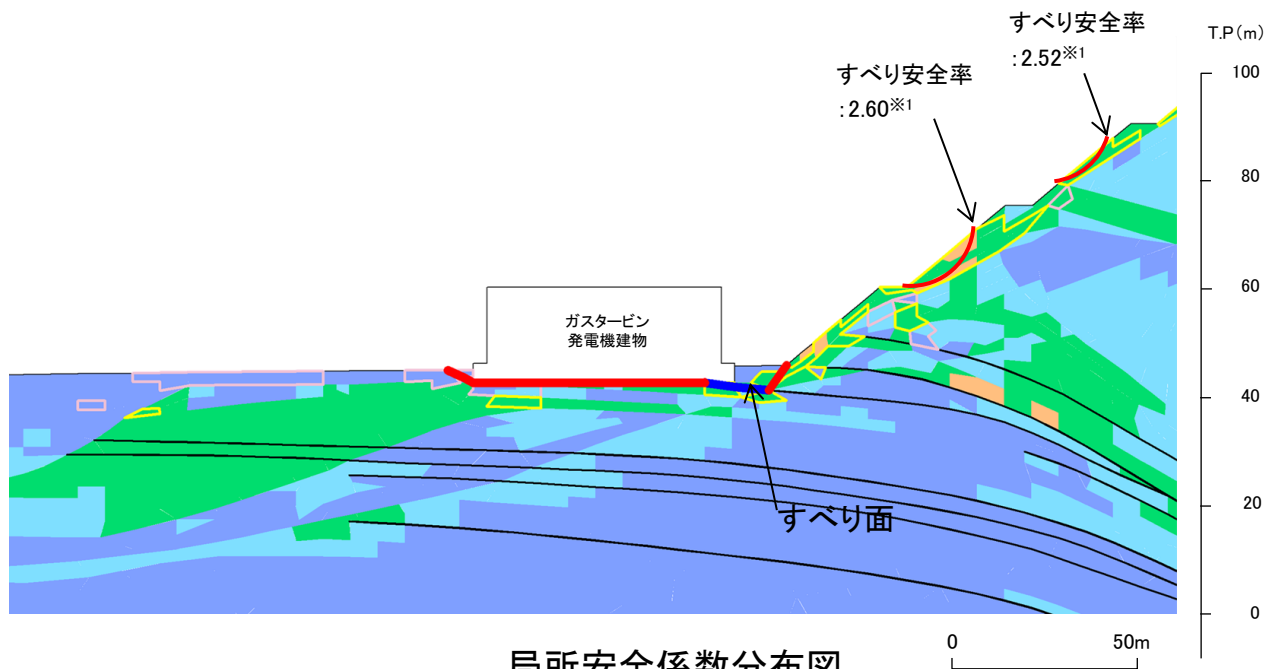 すべり安全率
:2.52※1
すべり安全率
:2.60※1
T.P(m)
100
80
60
40
20
0
ガスタービン
発電機建物
すべり面
0 50m
局所安全係数分布図